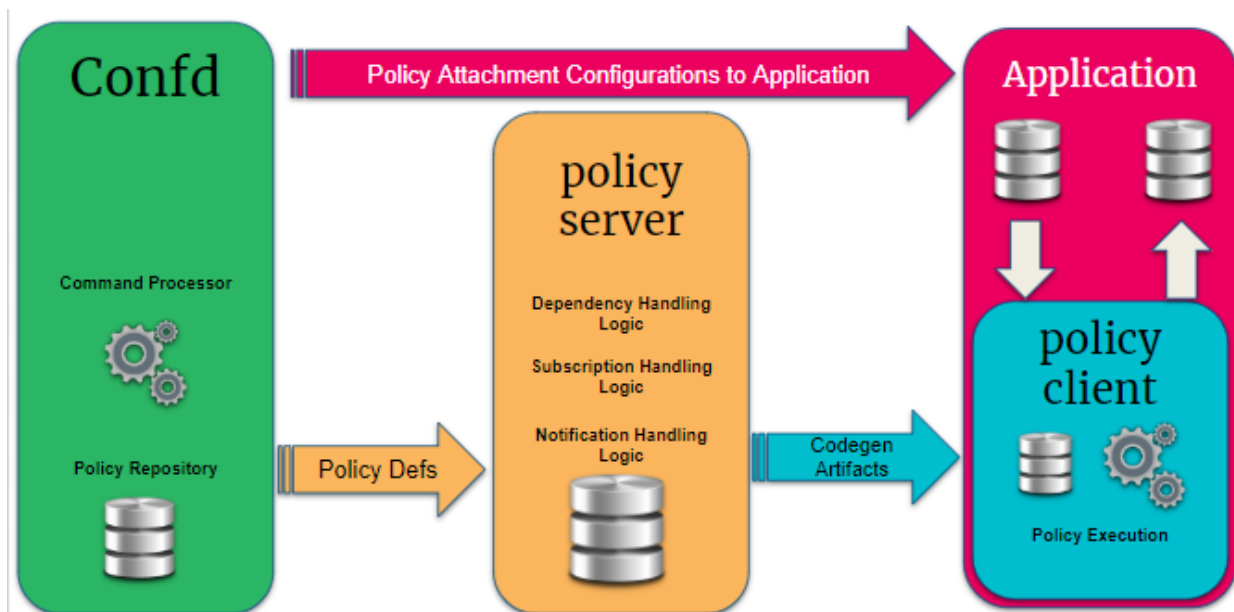 Confd
Policy Attachment Configurations to Application
Application
policy
server
Command Processor
Dependency Handling
Logic
Subscription Handling
Logic
policy
client
Notification Handling
Logic
Policy Repository
Policy Defs
Codegen
Artifacts
Policy Execution